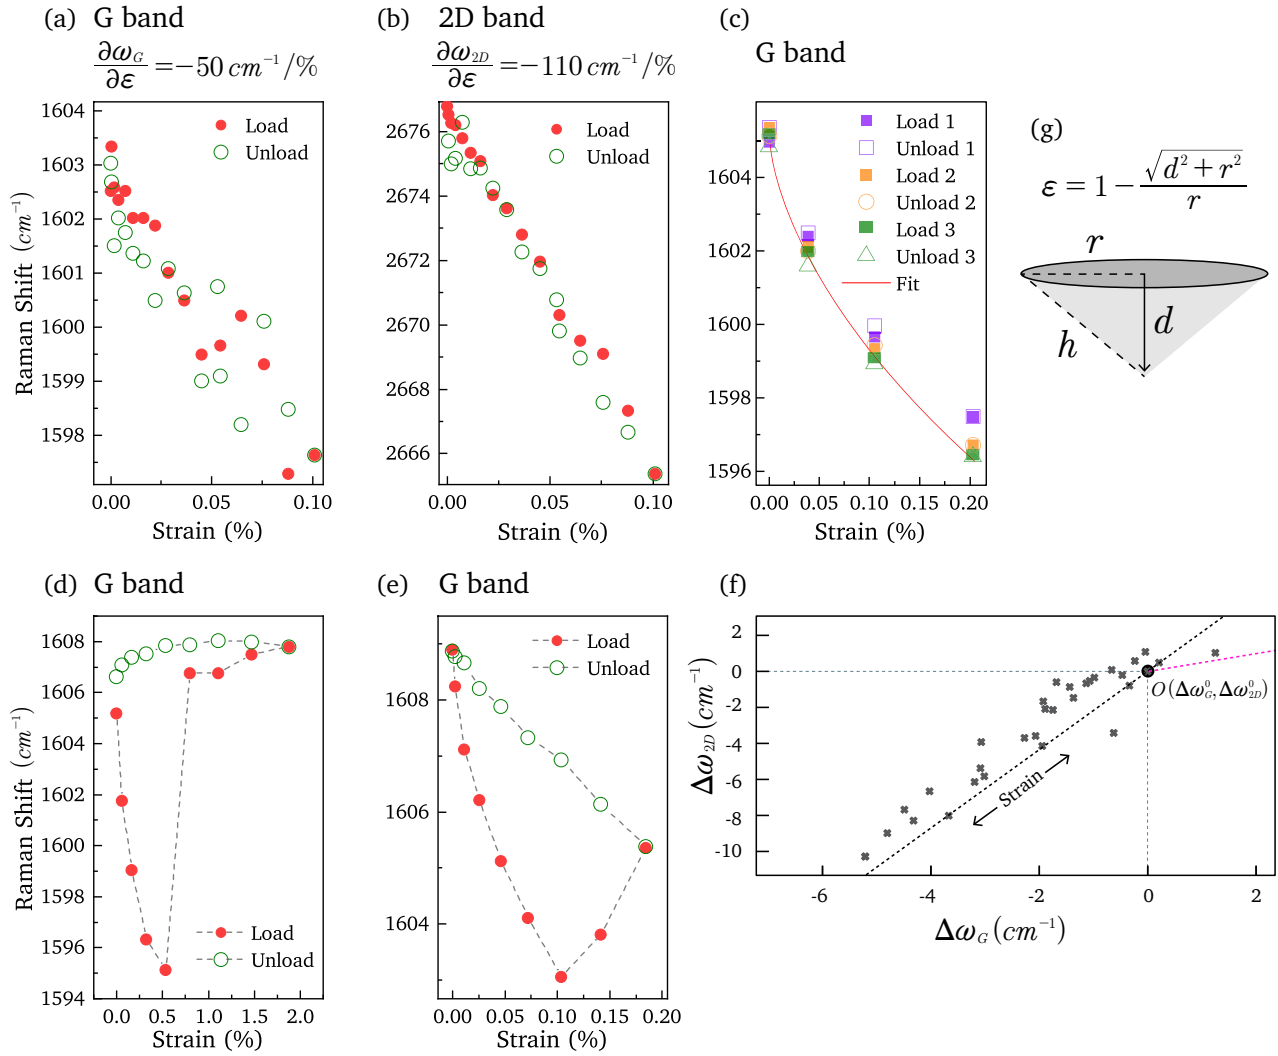 (a) G band
∂ω_G/∂ε = −50 cm⁻¹/%
Raman Shift (cm⁻¹)
1604
1603
1602
1601
1600
1599
1598
Load
Unload
0.00 0.05 0.10
Strain (%)
(b) 2D band
∂ω_2D/∂ε = −110 cm⁻¹/%
2676
2674
2672
2670
2668
2666
Load
Unload
0.00 0.05 0.10
Strain (%)
(c)
G band
1604
1602
1600
1598
1596
Load 1
Unload 1
Load 2
Unload 2
Load 3
Unload 3
Fit
0.00 0.05 0.10 0.15 0.20
Strain (%)
(g)
ε = 1 − √(d² + r²)/r
r
h
d
(d) G band
Raman Shift (cm⁻¹)
1608
1606
1604
1602
1600
1598
1596
1594
Load
Unload
0.0 0.5 1.0 1.5 2.0
Strain (%)
(e) G band
1608
1606
1604
Load
Unload
0.00 0.05 0.10 0.15 0.20
Strain (%)
(f)
Δω_2D (cm⁻¹)
2
0
-2
-4
-6
-8
-10
O(Δω⁰_G, Δω⁰_2D)
Strain
-6 -4 -2 0 2
Δω_G (cm⁻¹)